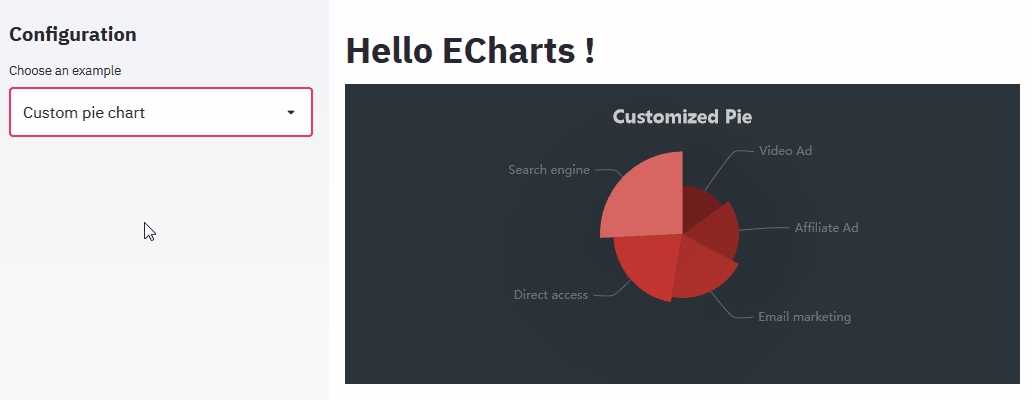 Configuration
Choose an example
Custom pie chart
Hello ECharts !
Customized Pie
Video Ad
Search engine
Affiliate Ad
Direct access
Email marketing